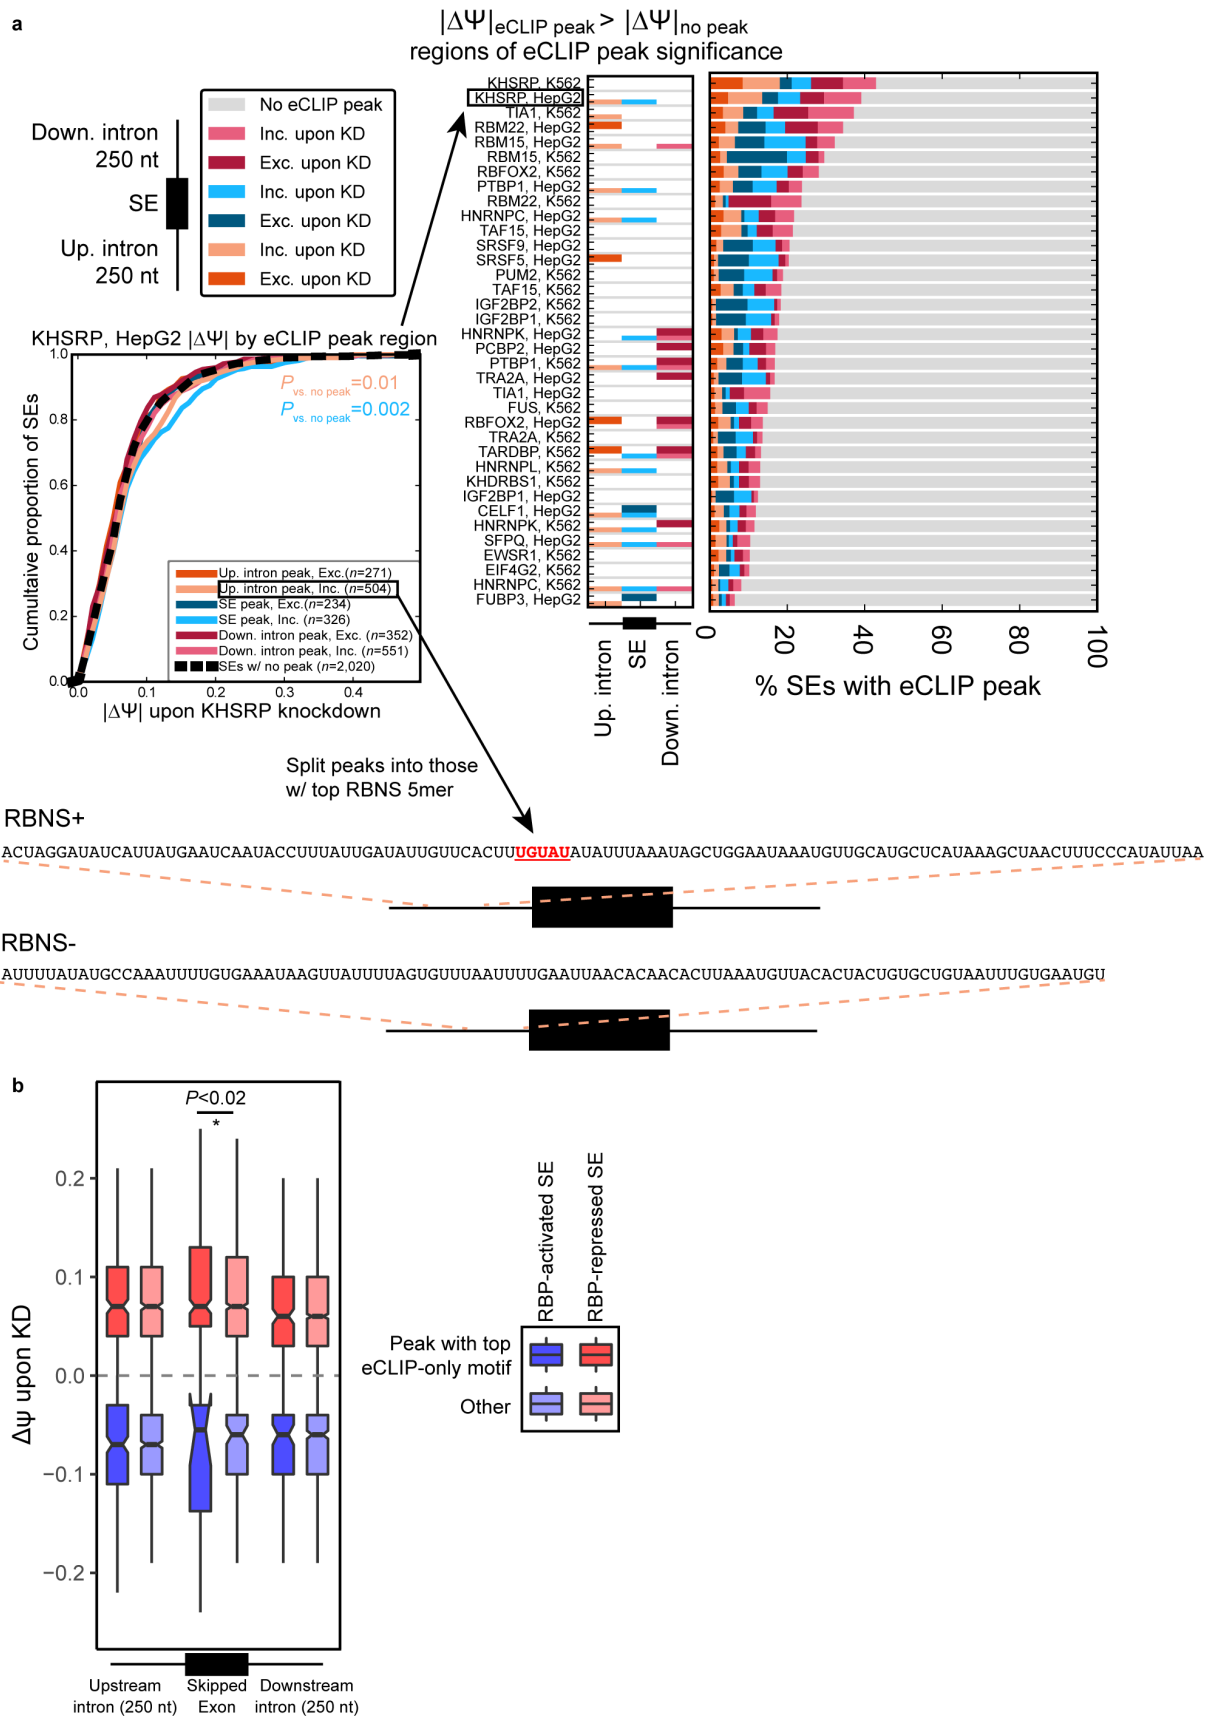 a
|ΔΨ|eCLIP peak > |ΔΨ|no peak
regions of eCLIP peak significance
Down. intron
250 nt
SE
Up. intron
250 nt
No eCLIP peak
Inc. upon KD
Exc. upon KD
Inc. upon KD
Exc. upon KD
Inc. upon KD
Exc. upon KD
KHSRP, K562
KHSRP, HepG2
TIA1, K562
RBM22, HepG2
RBM15, HepG2
RBM15, K562
RBFOX2, K562
PTBP1, HepG2
RBM22, K562
HNRNPC, HepG2
TAF15, HepG2
SRSF9, HepG2
SRSF5, HepG2
PUM2, K562
TAF15, K562
IGF2BP2, K562
IGF2BP1, K562
HNRNPK, HepG2
PCBP2, HepG2
PTBP1, K562
TRA2A, HepG2
TIA1, HepG2
FUS, K562
RBFOX2, HepG2
TRA2A, K562
TARDBP, K562
HNRNPL, K562
KHDRBS1, K562
IGF2BP1, HepG2
CELF1, HepG2
HNRNPK, K562
SFPQ, HepG2
EWSR1, K562
EIF4G2, K562
HNRNPC, K562
FUBP3, HepG2
Up. intron
SE
Down. intron
0 20 40 60 80 100
% SEs with eCLIP peak
KHSRP, HepG2 |ΔΨ| by eCLIP peak region
Cumultaive proportion of SEs
1.0
0.8
0.6
0.4
0.2
0.0
P vs. no peak=0.01
P vs. no peak=0.002
Up. intron peak, Exc.(n=271)
Up. intron peak, Inc. (n=504)
SE peak, Exc.(n=234)
SE peak, Inc. (n=326)
Down. intron peak, Exc. (n=352)
Down. intron peak, Inc. (n=551)
SEs w/ no peak (n=2,020)
0.0 0.1 0.2 0.3 0.4
|ΔΨ| upon KHSRP knockdown
Split peaks into those
w/ top RBNS 5mer
RBNS+
ACUAGGAUAUCAUUAUGAAUCAAUACCUUUAUUGAUAUUGUUCACUUUGUAUAUAUUUAAAUAGCUGGAAUAAAUGUUGCAUGCUCAUAAAGCUAACUUUCCCAUAUUAA
RBNS-
AUUUUAUAUGCCAAAUUUUGUGAAAUAAGUUAUUUUAGUGUUUAAUUUUGAAUUAACACAACACUUAAAUGUUACACUACUGUGCUGUAAUUUGUGAAUGU
b
P<0.02
*
Δψ upon KD
0.2
0.1
0.0
−0.1
−0.2
Upstream
intron (250 nt)
Skipped
Exon
Downstream
intron (250 nt)
RBP-activated SE
RBP-repressed SE
Peak with top
eCLIP-only motif
Other